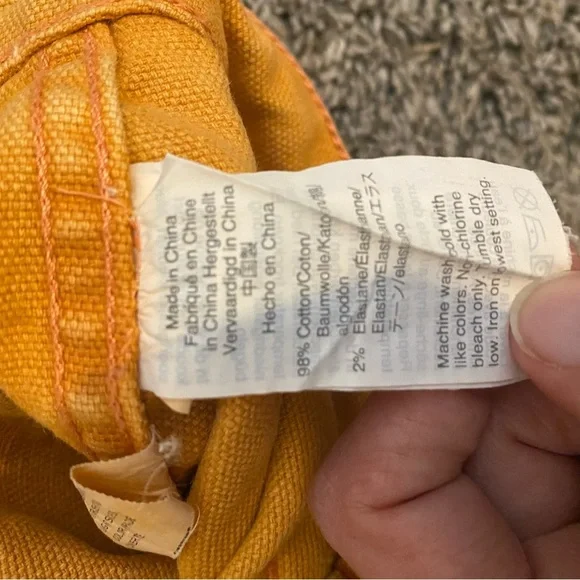 Made in China
Fabriqué en Chine
in China Hergestellt
Vervaardigd in China
中国製
Hecho en China
98% Cotton/Coton/
Baumwolle/Katoen/綿/
algodón
2% Elastane/Élasthanne/
Elastan/Elastaan/エラス
テーン/elastano
Machine wash cold with
like colors. Non-chlorine
bleach only. Tumble dry
low. Iron on lowest setting.